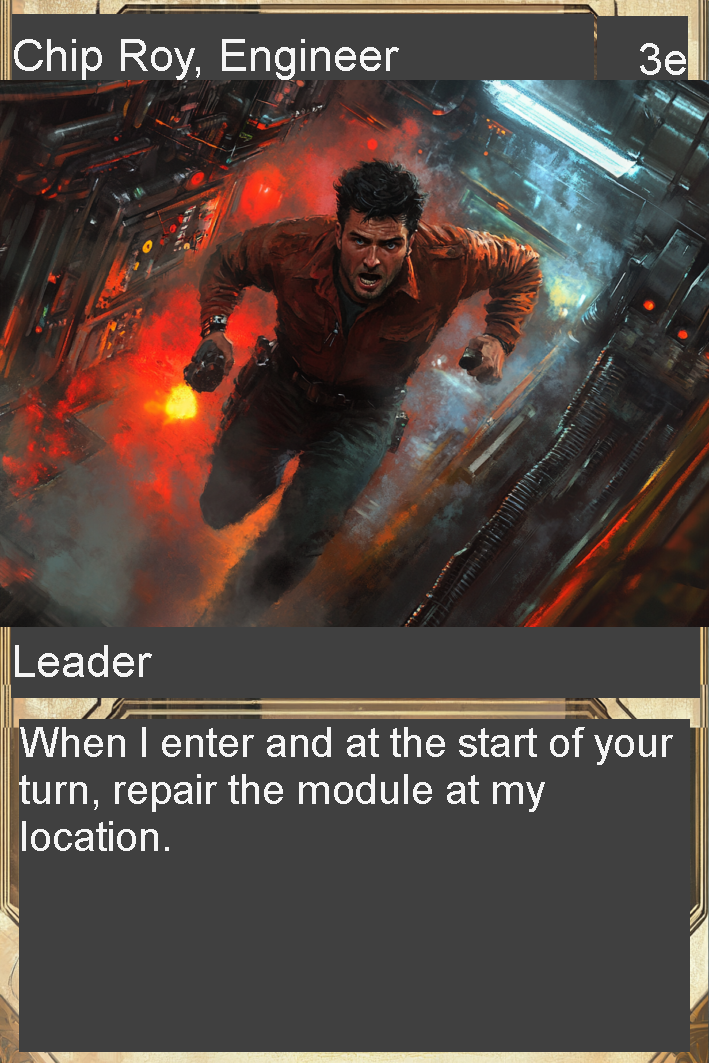 Chip Roy, Engineer
3e
Leader
When I enter and at the start of your
turn, repair the module at my
location.